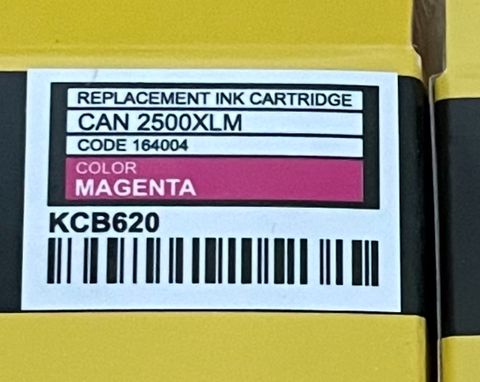 REPLACEMENT INK CARTRIDGE
CAN 2500XLM
CODE 164004
COLOR
MAGENTA
KCB620